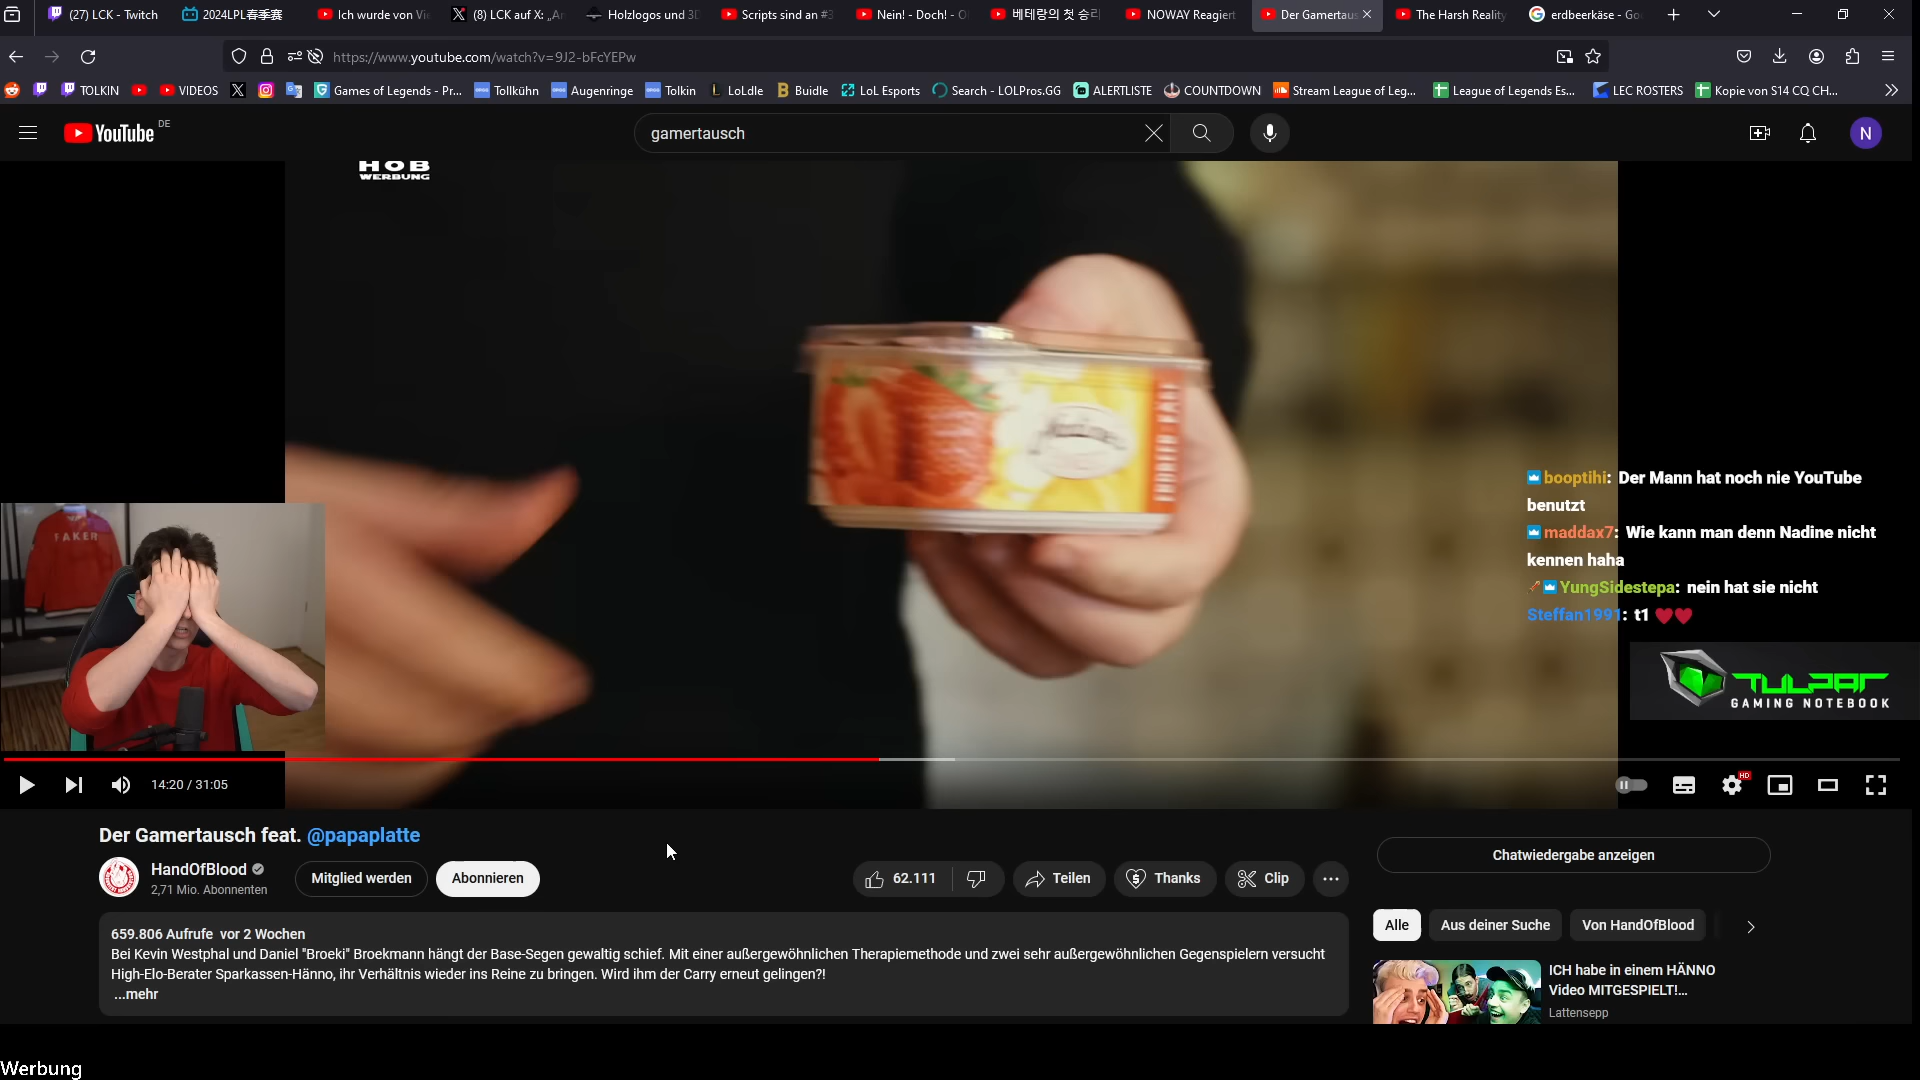 (27) LCK - Twitch
2024LPL春季赛
Ich wurde von Vie
(8) LCK auf X: „An
Holzlogos und 3D
Scripts sind an #3
Nein! - Doch! - O
베테랑의 첫 승리
NOWAY Reagiert
Der Gamertaus
The Harsh Reality
erdbeerkäse - Goo
https://www.youtube.com/watch?v=9J2-bFcYEPw
TOLKIN
VIDEOS
Games of Legends - Pr...
Tollkühn
Augenringe
Tolkin
LoLdle
Buidle
LoL Esports
Search - LOLPros.GG
ALERTLISTE
COUNTDOWN
Stream League of Leg...
League of Legends Es...
LEC ROSTERS
Kopie von S14 CQ CH...
YouTube DE
gamertausch
N
HOB
WERBUNG
FAKER
booptihi: Der Mann hat noch nie YouTube
benutzt
maddax7: Wie kann man denn Nadine nicht
kennen haha
YungSidestepa: nein hat sie nicht
Steffan1991: t1
TULPAR
GAMING NOTEBOOK
14:20 / 31:05
HD
Der Gamertausch feat. @papaplatte
HandOfBlood
2,71 Mio. Abonnenten
Mitglied werden
Abonnieren
62.111
Teilen
Thanks
Clip
Chatwiedergabe anzeigen
659.806 Aufrufe vor 2 Wochen
Bei Kevin Westphal und Daniel "Broeki" Broekmann hängt der Base-Segen gewaltig schief. Mit einer außergewöhnlichen Therapiemethode und zwei sehr außergewöhnlichen Gegenspielern versucht
High-Elo-Berater Sparkassen-Hänno, ihr Verhältnis wieder ins Reine zu bringen. Wird ihm der Carry erneut gelingen?!
...mehr
Alle
Aus deiner Suche
Von HandOfBlood
ICH habe in einem HÄNNO
Video MITGESPIELT!...
Lattensepp
Werbung